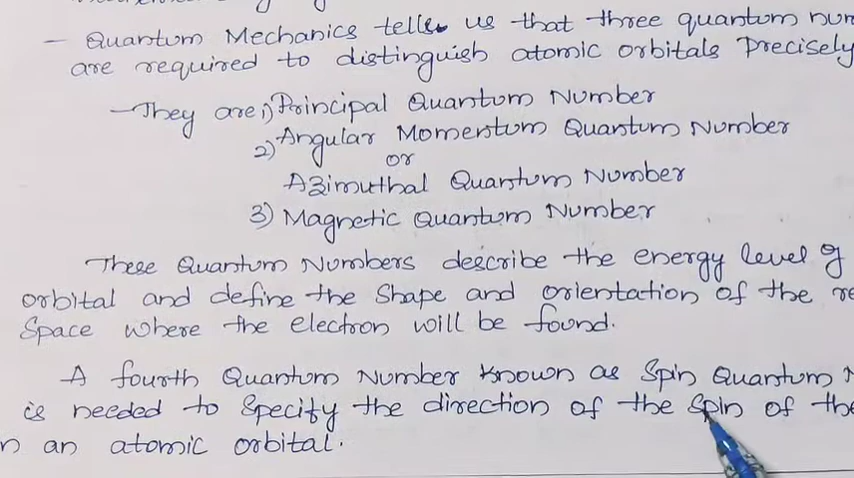 - Quantum Mechanics tells us that three quantum
are required to distinguish atomic orbitals Precisely
- They are 1) Principal Quantum Number
2) Angular Momentum Quantum Number
or
Azimuthal Quantum Number
3) Magnetic Quantum Number
These Quantum Numbers describe the energy level of
orbital and define the Shape and orientation of the
Space where the electron will be found.
A fourth Quantum Number known as Spin Quantum
is needed to Specify the direction of the spin of the
an atomic orbital.